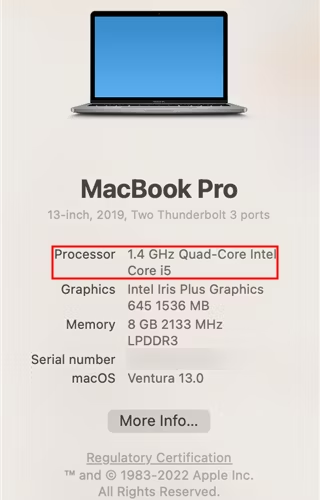 MacBook Pro
13-inch, 2019, Two Thunderbolt 3 ports
Processor 1.4 GHz Quad-Core Intel
Core i5
Graphics Intel Iris Plus Graphics
645 1536 MB
Memory 8 GB 2133 MHz
LPDDR3
Serial number
macOS Ventura 13.0
More Info...
Regulatory Certification
™ and © 1983-2022 Apple Inc.
All Rights Reserved.